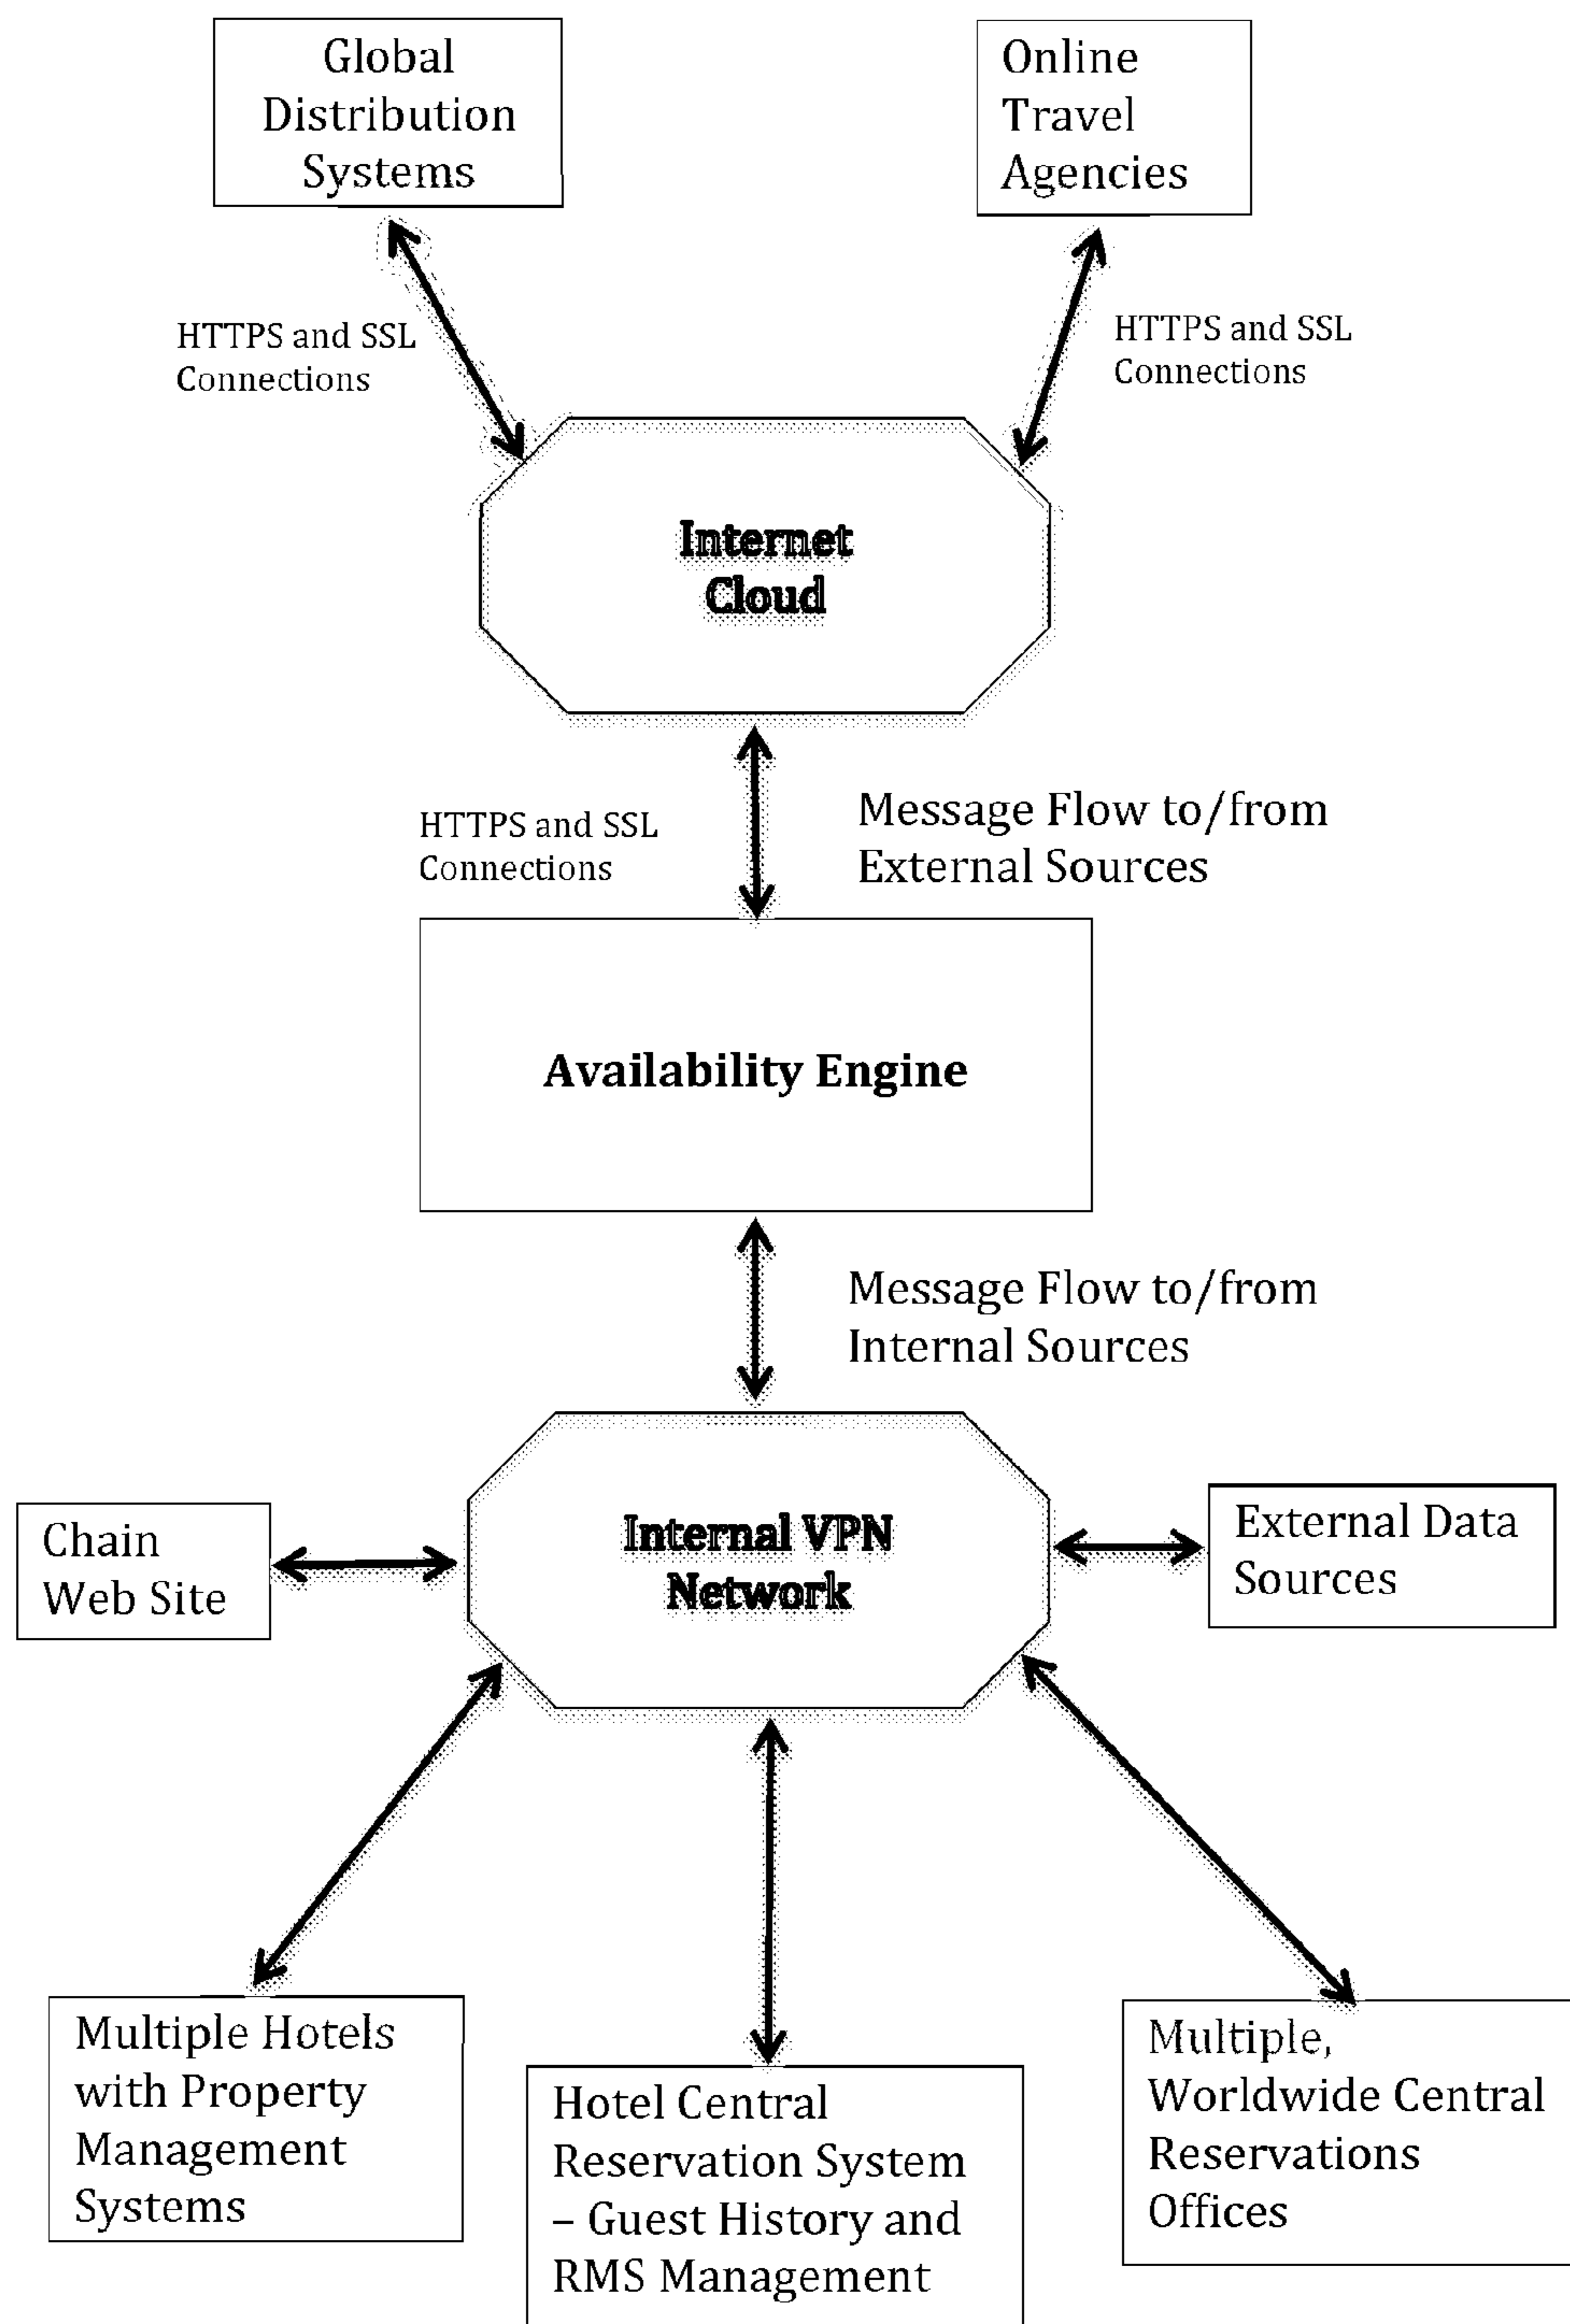 Global
Distribution
Systems
Online
Travel
Agencies
HTTPS and SSL
Connections
HTTPS and SSL
Connections
Internet
Cloud
HTTPS and SSL
Connections
Message Flow to/from
External Sources
Availability Engine
Message Flow to/from
Internal Sources
Chain
Web Site
Internal VPN
Network
External Data
Sources
Multiple Hotels
with Property
Management
Systems
Hotel Central
Reservation System
– Guest History and
RMS Management
Multiple,
Worldwide Central
Reservations
Offices